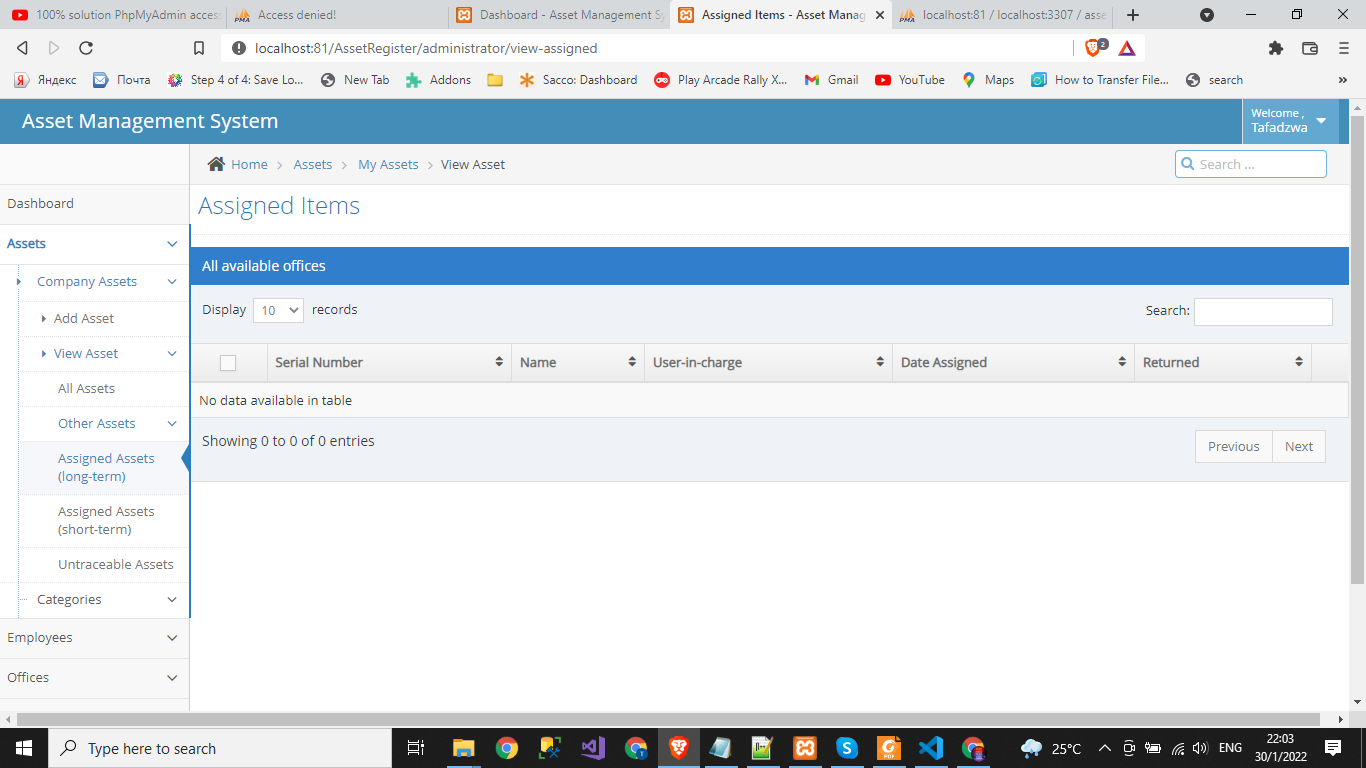 100% solution PhpMyAdmin acces
Access denied!
Dashboard - Asset Management Sy
Assigned Items - Asset Manag
localhost:81 / localhost:3307 / asse
localhost:81/AssetRegister/administrator/view-assigned
2
Яндекс
Почта
Step 4 of 4: Save Lo...
New Tab
Addons
Sacco: Dashboard
Play Arcade Rally X...
Gmail
YouTube
Maps
How to Transfer File...
search
Asset Management System
Welcome ,
Tafadzwa
Home
Assets
My Assets
View Asset
Search ...
Dashboard
Assets
Company Assets
Add Asset
View Asset
All Assets
Other Assets
Assigned Assets
(long-term)
Assigned Assets
(short-term)
Untraceable Assets
Categories
Employees
Offices
Assigned Items
All available offices
Display 10 records
Search:
Serial Number
Name
User-in-charge
Date Assigned
Returned
No data available in table
Showing 0 to 0 of 0 entries
Previous
Next
Type here to search
25°C
ENG
22:03
30/1/2022